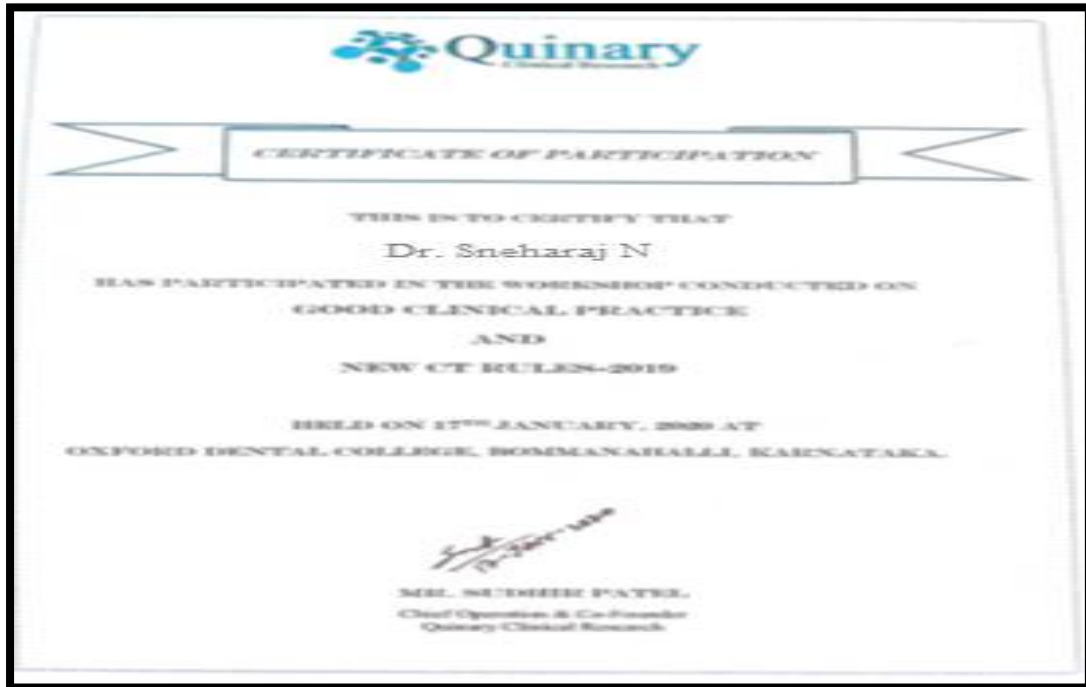 Quinary
Clinical Research
CERTIFICATE OF PARTICIPATION
THIS IS TO CERTIFY THAT
Dr. Sneharaj N
HAS PARTICIPATED IN THE WORKSHOP CONDUCTED ON
GOOD CLINICAL PRACTICE
AND
NEW CT RULES-2019
HELD ON 17TH JANUARY, 2020 AT
OXFORD DENTAL COLLEGE, BOMMANAHALLI, KARNATAKA.
MR. SUDHIR PATEL
Chief Operation & Co-Founder
Quinary Clinical Research